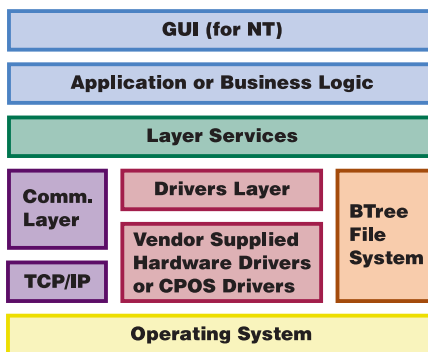 GUI (for NT)
Application or Business Logic
Layer Services
Comm.
Layer
TCP/IP
Drivers Layer
Vendor Supplied
Hardware Drivers
or CPOS Drivers
BTree
File
System
Operating System